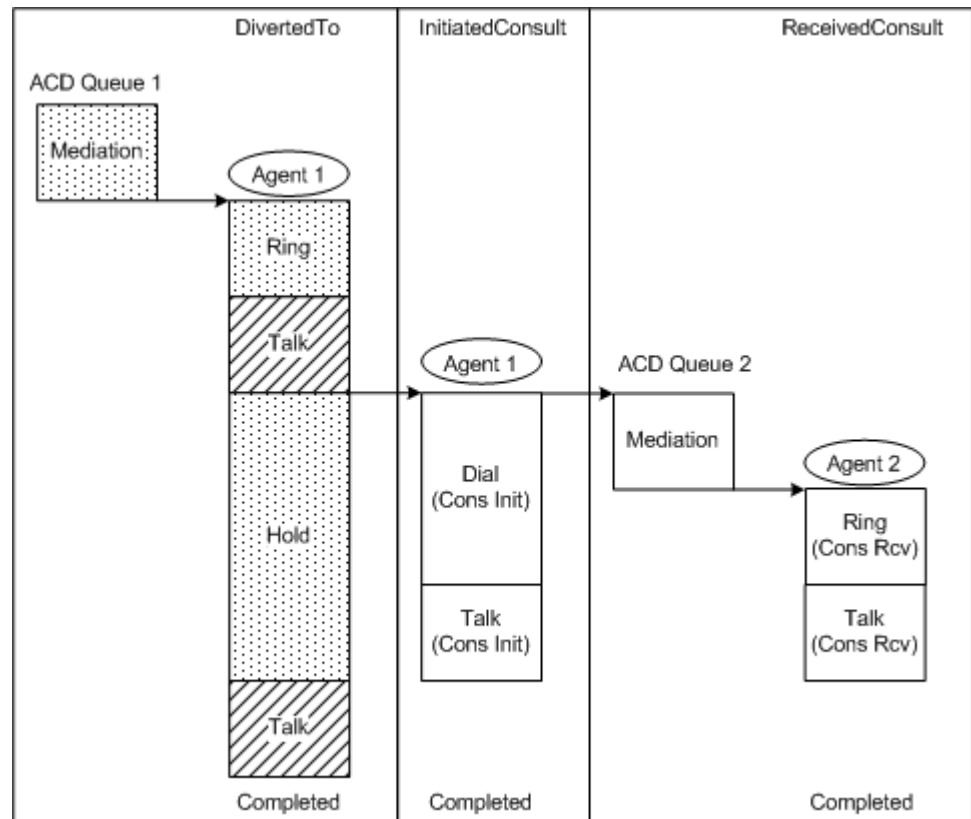 DivertedTo
InitiatedConsult
ReceivedConsult
ACD Queue 1
Mediation
Agent 1
Ring
Talk
Agent 1
ACD Queue 2
Mediation
Agent 2
Dial
(Cons Init)
Hold
Ring
(Cons Rcv)
Talk
(Cons Init)
Talk
(Cons Rcv)
Talk
Completed
Completed
Completed